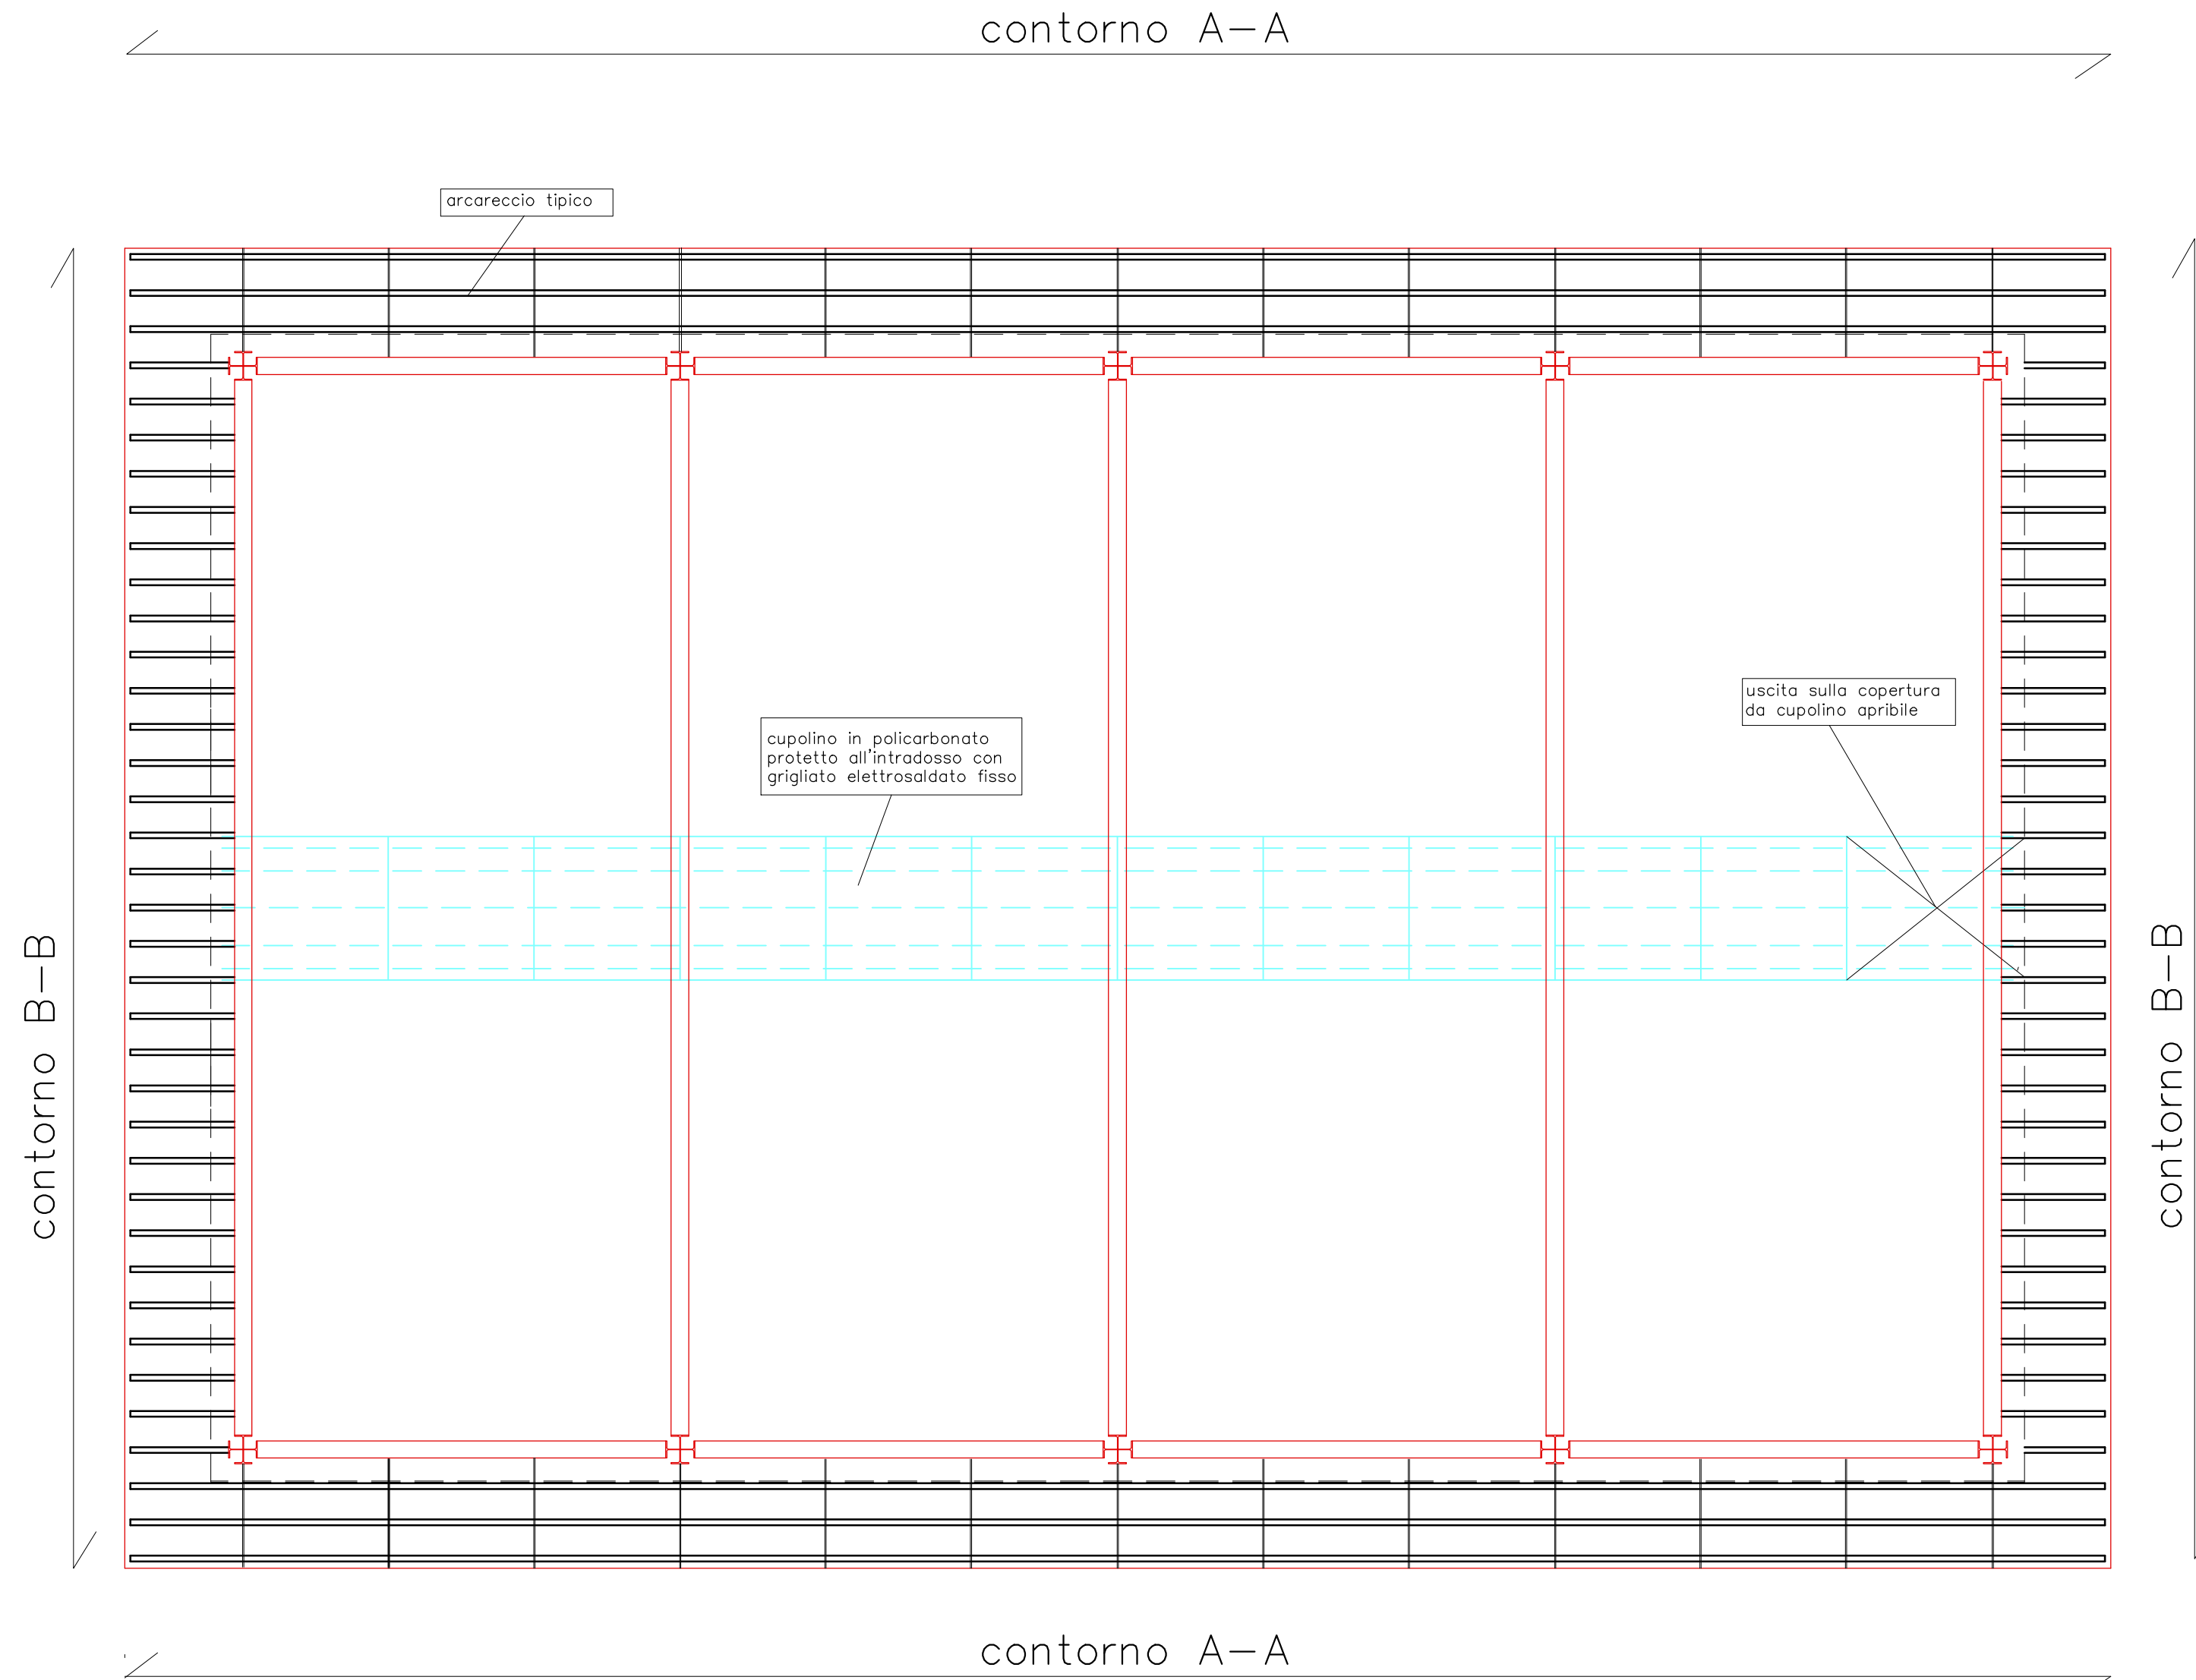 contorno A-A
arcareccio tipico
uscita sulla copertura
da cupolino apribile
cupolino in policarbonato
protetto all'intradosso con
grigliato elettrosaldato fisso
contorno B-B
contorno B-B
contorno A-A